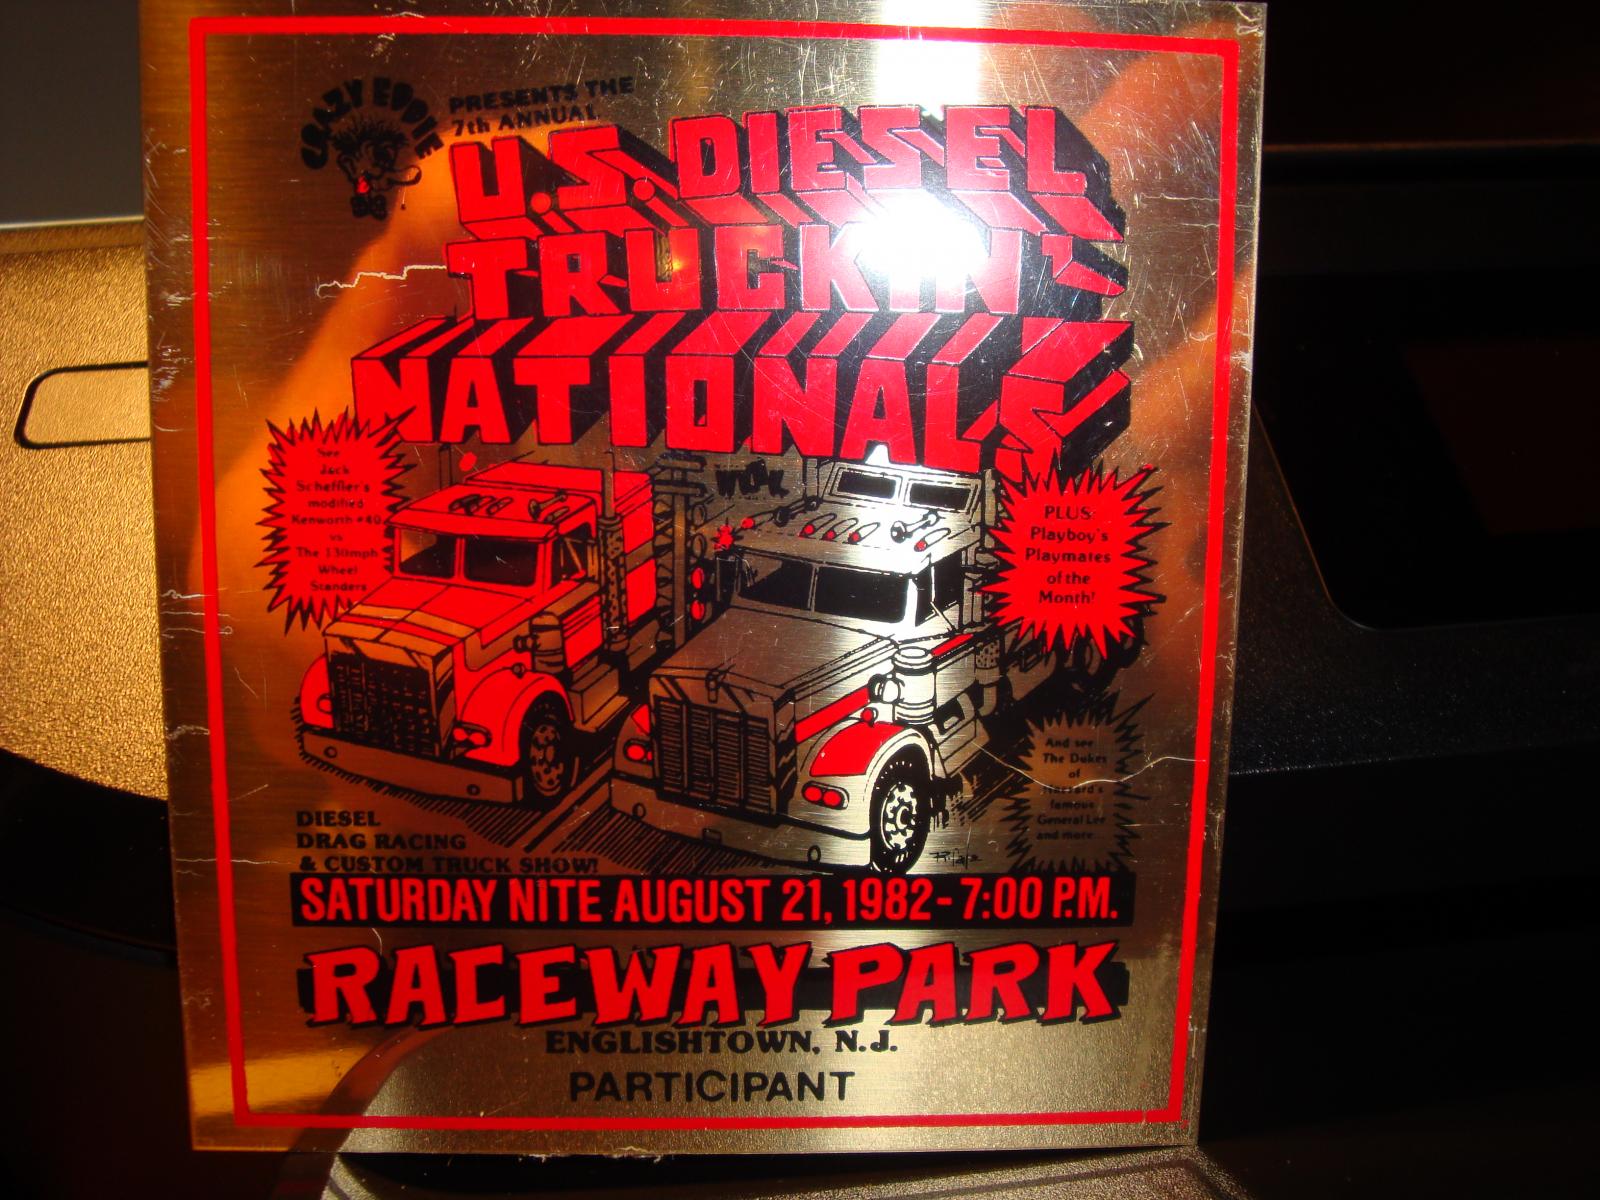 CRAZY EDDIE
PRESENTS THE
7th ANNUAL
U.S. DIESEL
TRUCKIN'
NATIONALS
See
Jack
Scheffler's
modified
Kenworth #40
vs
The 130mph
Wheel
Standers
PLUS:
Playboy's
Playmates
of the
Month!
And see
The Dukes
of
Hazzard's
famous
General Lee
and more...
DIESEL
DRAG RACING
& CUSTOM TRUCK SHOW!
SATURDAY NITE AUGUST 21, 1982 - 7:00 P.M.
RACEWAY PARK
ENGLISHTOWN, N.J.
PARTICIPANT